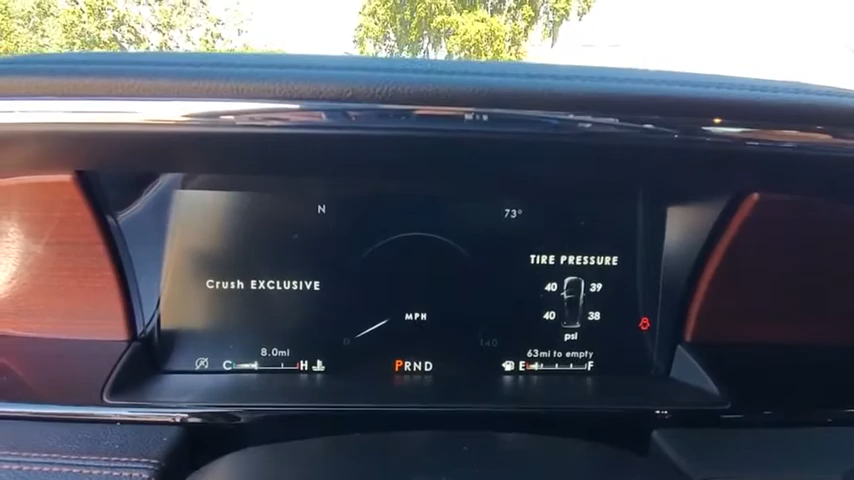 N
73°
TIRE PRESSURE
Crush EXCLUSIVE
40 39
40 38
psi
MPH
0
140
8.0mi
63mi to empty
C H
PRND
E F